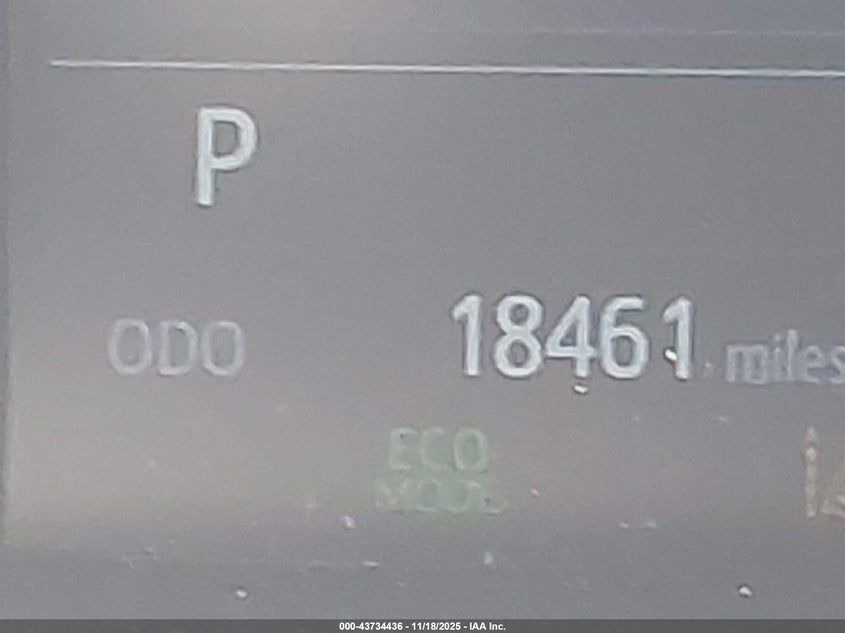 P
ODO 18461 miles
ECO
MODE
000-43734436 - 11/18/2025 - IAA Inc.